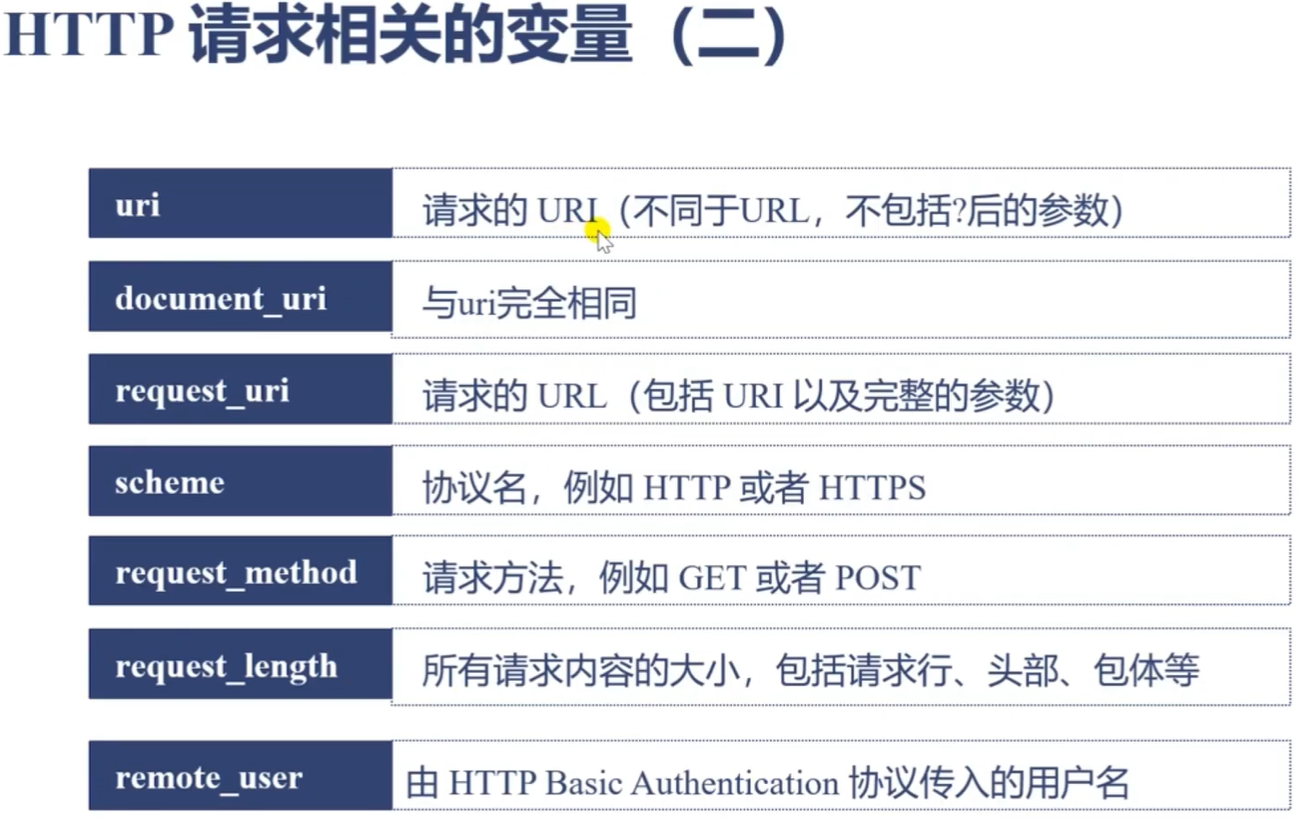 HTTP 请求相关的变量（二）
uri 请求的 URI（不同于URL，不包括?后的参数）
document_uri 与uri完全相同
request_uri 请求的 URL（包括 URI 以及完整的参数）
scheme 协议名，例如 HTTP 或者 HTTPS
request_method 请求方法，例如 GET 或者 POST
request_length 所有请求内容的大小，包括请求行、头部、包体等
remote_user 由 HTTP Basic Authentication 协议传入的用户名